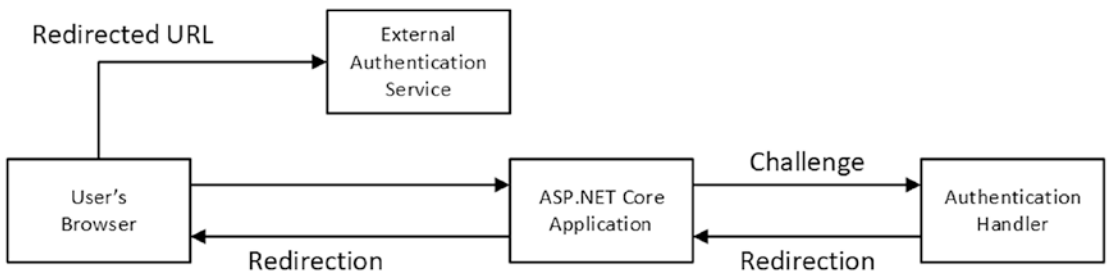 Redirected URL
External
Authentication
Service
User's
Browser
ASP.NET Core
Application
Challenge
Authentication
Handler
Redirection
Redirection